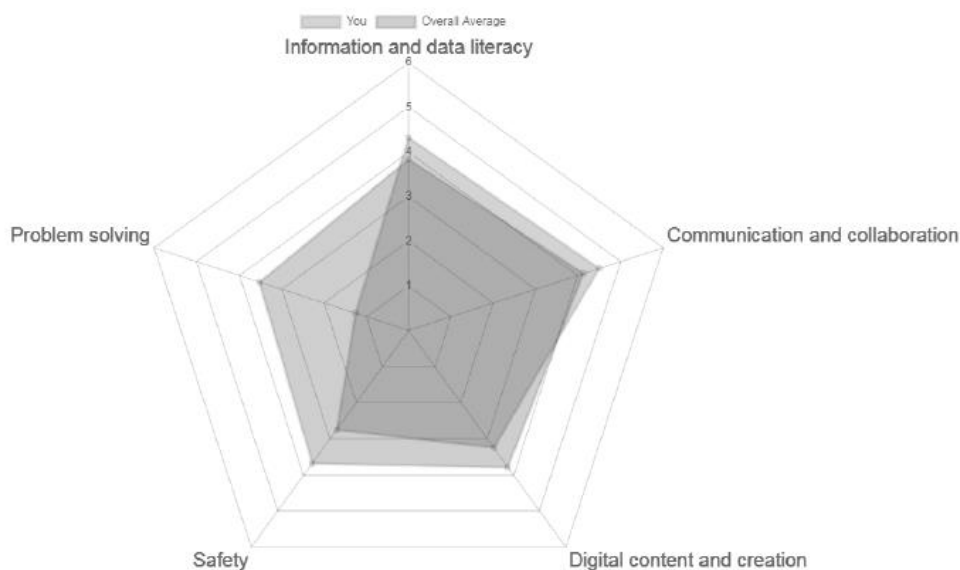 You Overall Average
Information and data literacy
6
5
4
3
2
1
Problem solving
Communication and collaboration
Safety
Digital content and creation